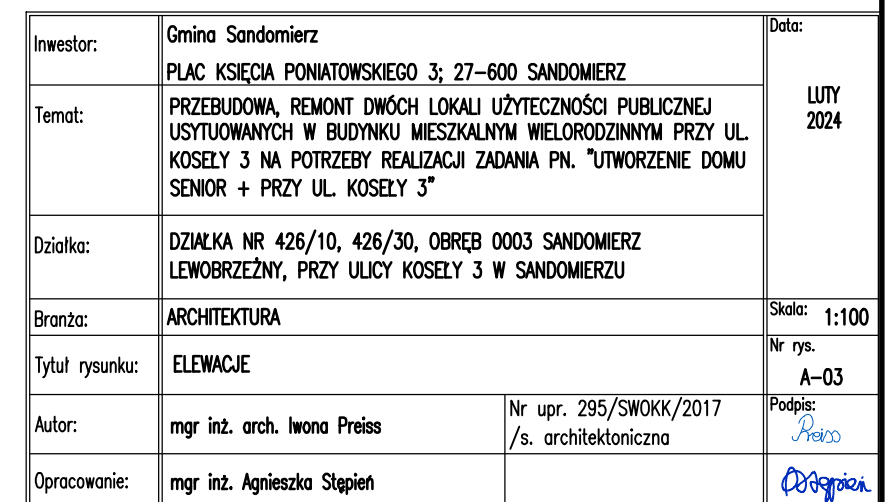 Inwestor:
Gmina Sandomierz
PLAC KSIĘCIA PONIATOWSKIEGO 3; 27-600 SANDOMIERZ
Data:
LUTY
2024
Temat:
PRZEBUDOWA, REMONT DWÓCH LOKALI UŻYTECZNOŚCI PUBLICZNEJ
USYTUOWANYCH W BUDYNKU MIESZKALNYM WIELORODZINNYM PRZY UL.
KOSEŁY 3 NA POTRZEBY REALIZACJI ZADANIA PN. "UTWORZENIE DOMU
SENIOR + PRZY UL. KOSEŁY 3"
Działka:
DZIAŁKA NR 426/10, 426/30, OBRĘB 0003 SANDOMIERZ
LEWOBRZEŻNY, PRZY ULICY KOSEŁY 3 W SANDOMIERZU
Branża:
ARCHITEKTURA
Skala: 1:100
Tytuł rysunku:
ELEWACJE
Nr rys.
A-03
Autor:
mgr inż. arch. Iwona Preiss
Nr upr. 295/SWOKK/2017
/s. architektoniczna
Podpis:
Preiss
Opracowanie:
mgr inż. Agnieszka Stępień
AStępień